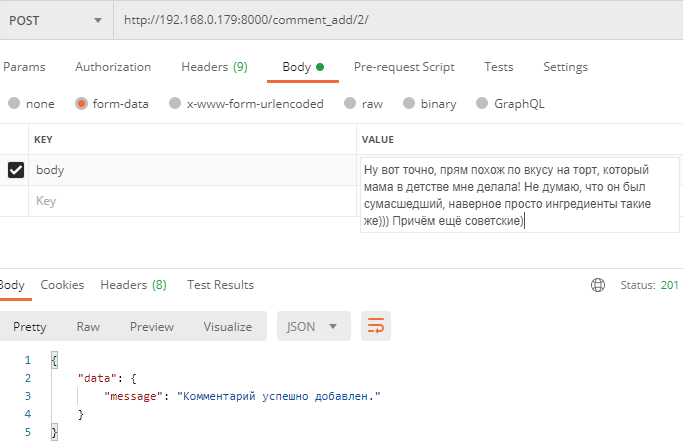 POST http://192.168.0.179:8000/comment_add/2/
Params Authorization Headers (9) Body Pre-request Script Tests Settings
none form-data x-www-form-urlencoded raw binary GraphQL
KEY VALUE
body
Ну вот точно, прям похож по вкусу на торт, который
мама в детстве мне делала! Не думаю, что он был
сумасшедший, наверное просто ингредиенты такие
же))) Причём ещё советские)
Key
Body Cookies Headers (8) Test Results Status: 201
Pretty Raw Preview Visualize JSON
1 {
2 "data": {
3 "message": "Комментарий успешно добавлен."
4 }
5 }